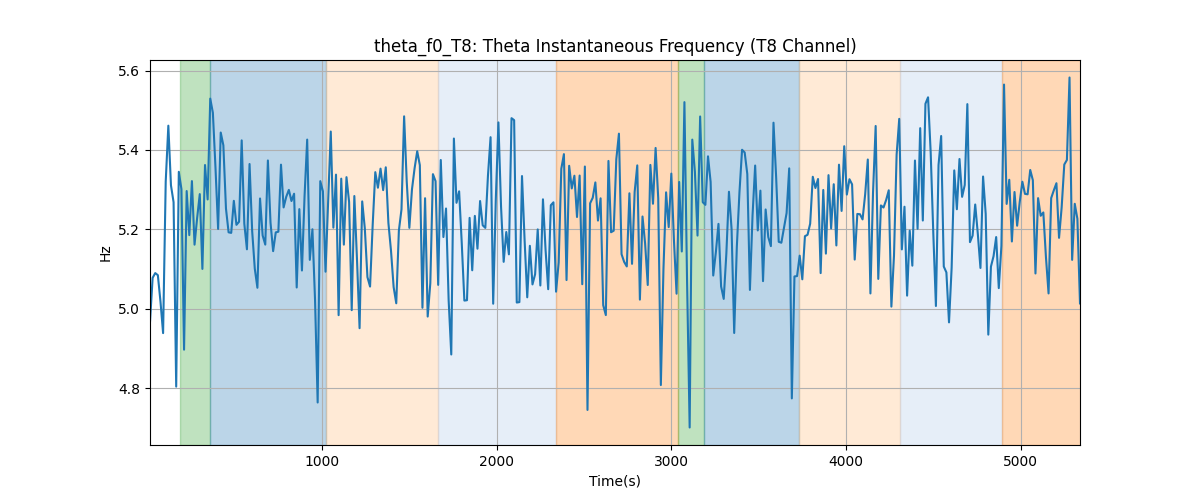 theta_f0_T8: Theta Instantaneous Frequency (T8 Channel)
5.6
5.4
5.2
5.0
4.8
Hz
1000 2000 3000 4000 5000
Time(s)